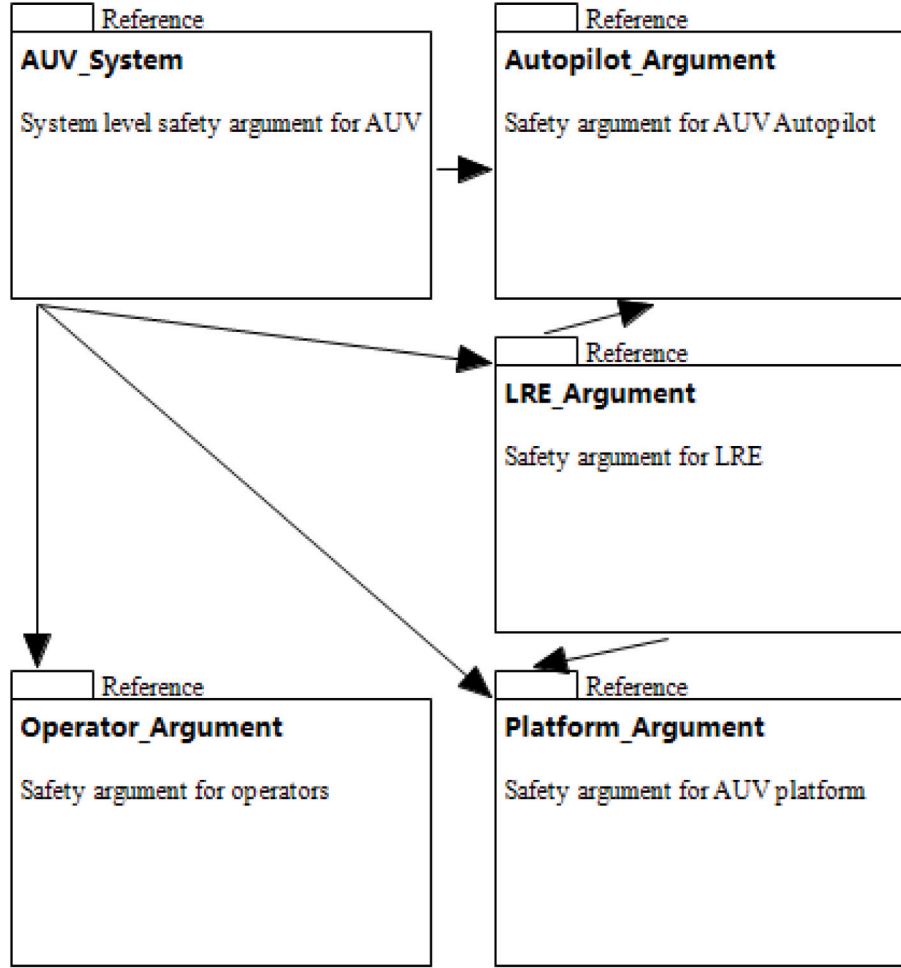 Reference
AUV_System
System level safety argument for AUV
Reference
Autopilot_Argument
Safety argument for AUV Autopilot
Reference
LRE_Argument
Safety argument for LRE
Reference
Operator_Argument
Safety argument for operators
Reference
Platform_Argument
Safety argument for AUV platform